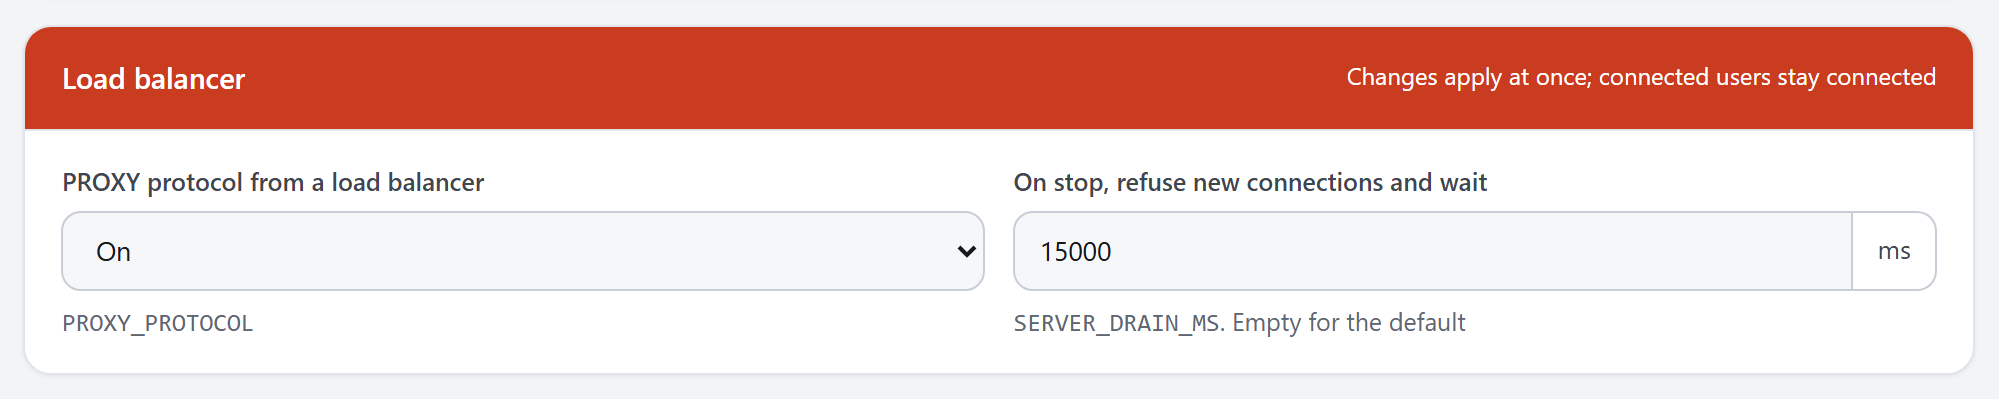 Load balancer
Changes apply at once; connected users stay connected
PROXY protocol from a load balancer
On
PROXY_PROTOCOL
On stop, refuse new connections and wait
15000 ms
SERVER_DRAIN_MS. Empty for the default